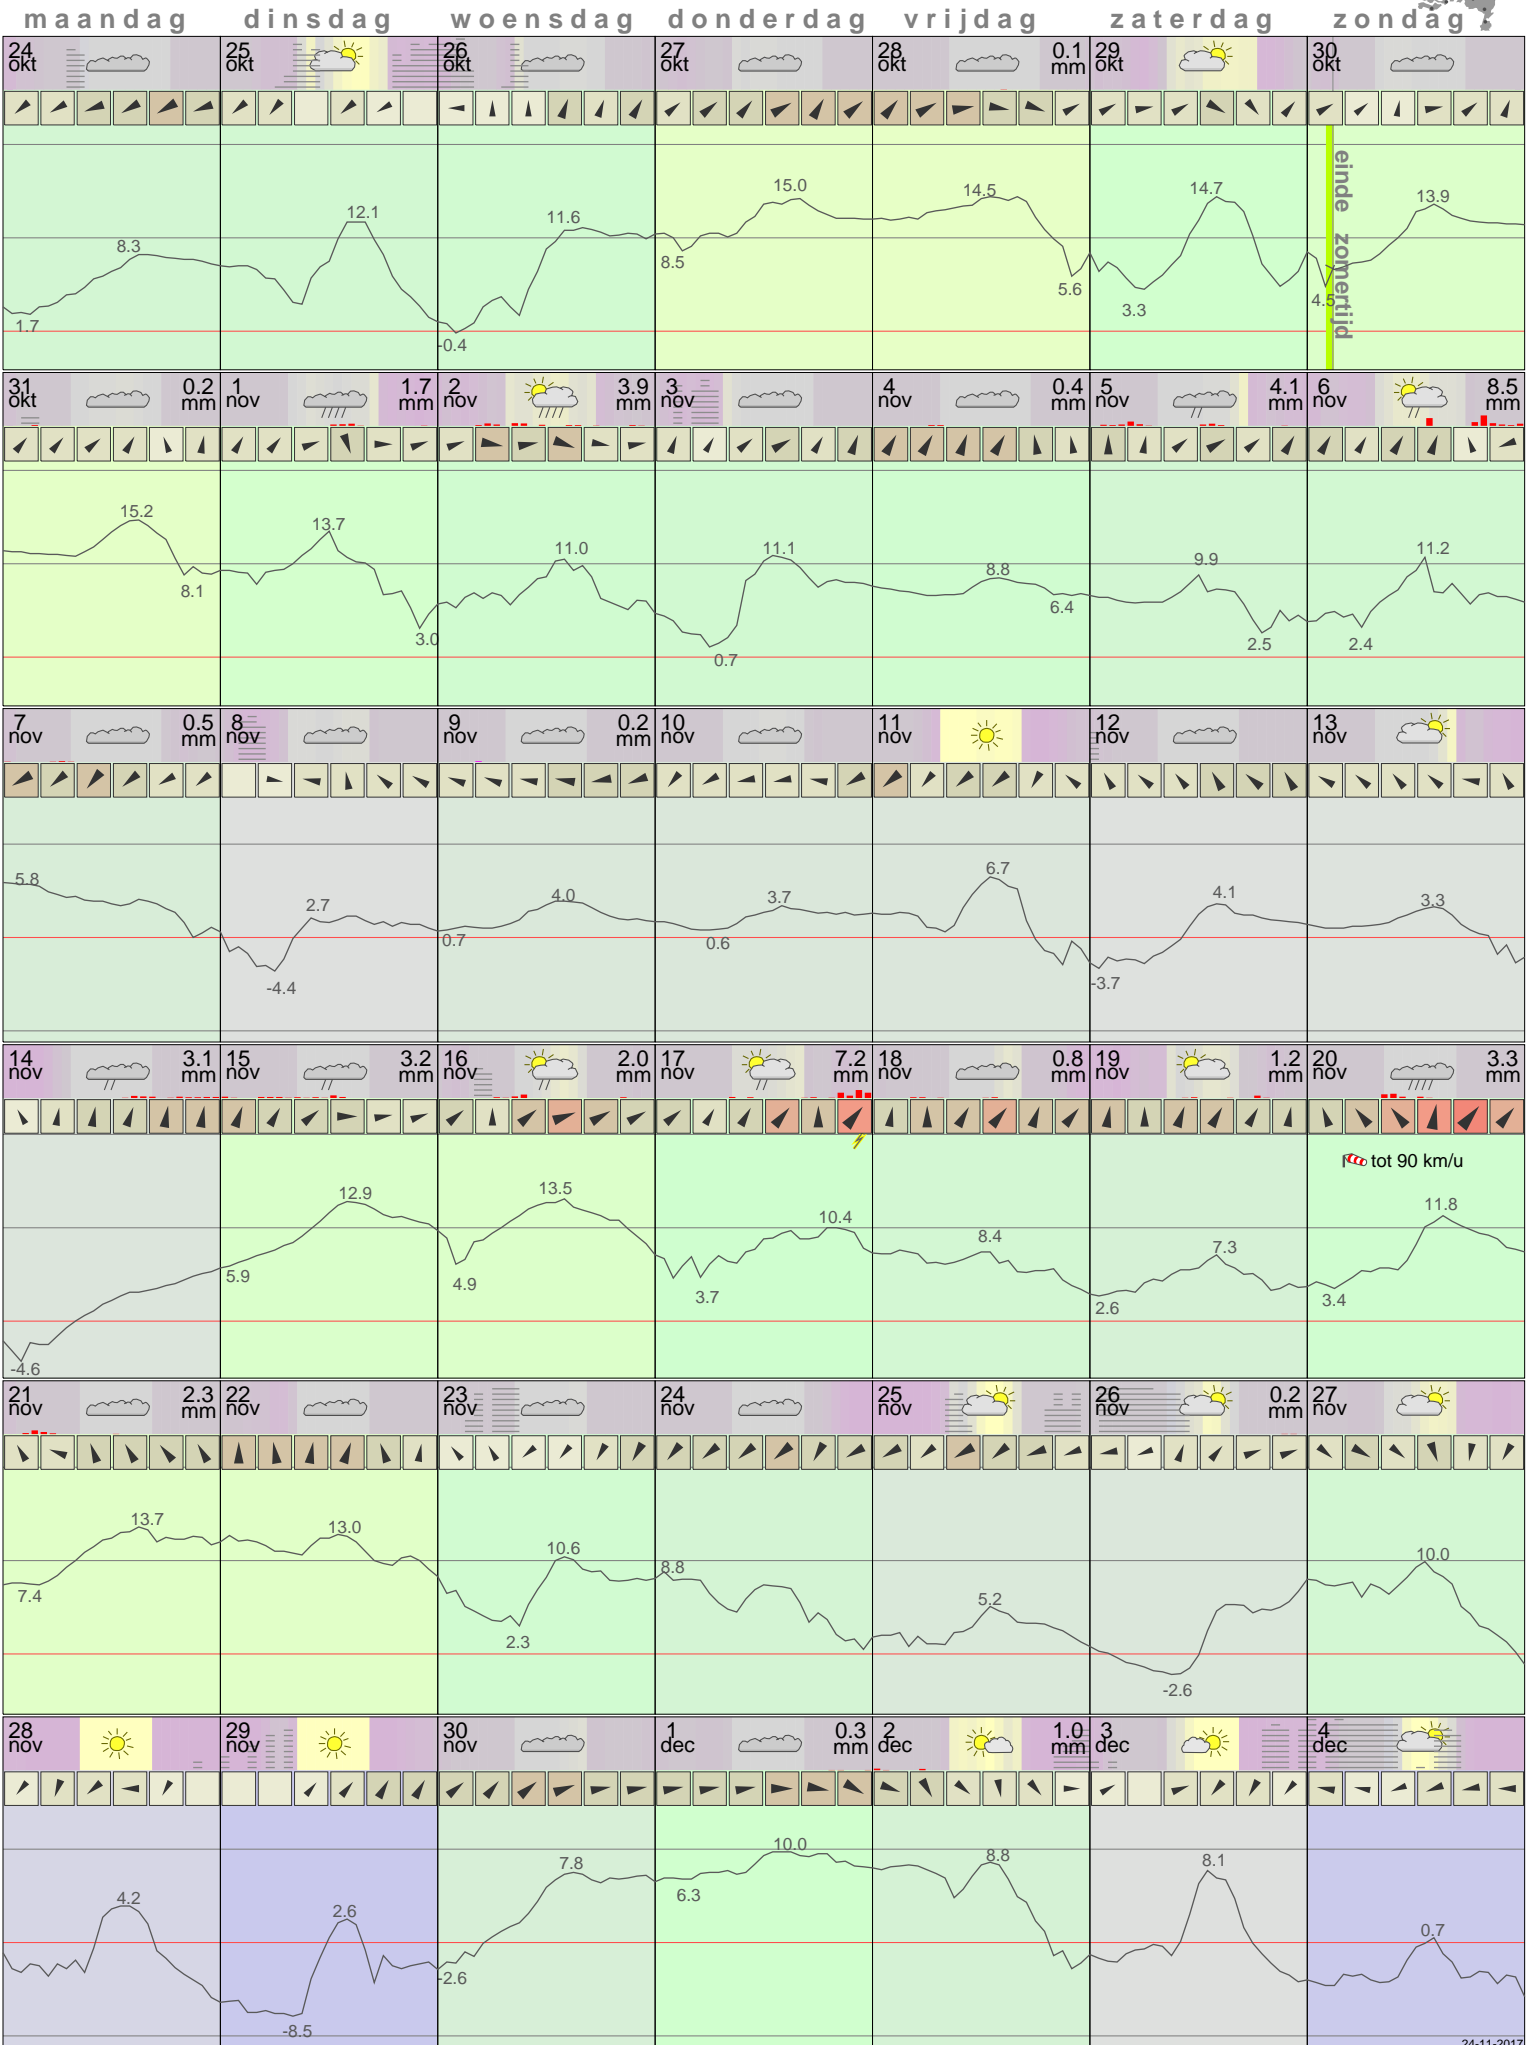 maandag dinsdag woensdag donderdag vrijdag zaterdag zondag
24 okt 25 okt 26 okt 27 okt 28 okt 0.1 mm 29 okt 30 okt
8.3 1.7 12.1 -0.4 11.6 8.5 15.0 14.5 5.6 3.3 14.7 4.5 13.9
einde zomertijd
31 okt 0.2 mm 1 nov 1.7 mm 2 nov 3.9 mm 3 nov 4 nov 0.4 mm 5 nov 4.1 mm 6 nov 8.5 mm
15.2 8.1 13.7 3.0 11.0 0.7 11.1 8.8 6.4 9.9 2.5 2.4 11.2
7 nov 0.5 mm 8 nov 9 nov 0.2 mm 10 nov 11 nov 12 nov 13 nov
5.8 -4.4 2.7 0.7 4.0 0.6 3.7 6.7 -3.7 4.1 3.3
14 nov 3.1 mm 15 nov 3.2 mm 16 nov 2.0 mm 17 nov 7.2 mm 18 nov 0.8 mm 19 nov 1.2 mm 20 nov 3.3 mm
tot 90 km/u
-4.6 5.9 12.9 4.9 13.5 3.7 10.4 8.4 2.6 7.3 3.4 11.8
21 nov 2.3 mm 22 nov 23 nov 24 nov 25 nov 26 nov 0.2 mm 27 nov
7.4 13.7 13.0 2.3 10.6 8.8 5.2 -2.6 10.0
28 nov 29 nov 30 nov 1 dec 0.3 mm 2 dec 1.0 mm 3 dec 4 dec
4.2 -8.5 2.6 -2.6 7.8 6.3 10.0 8.8 8.1 0.7
24-11-2017